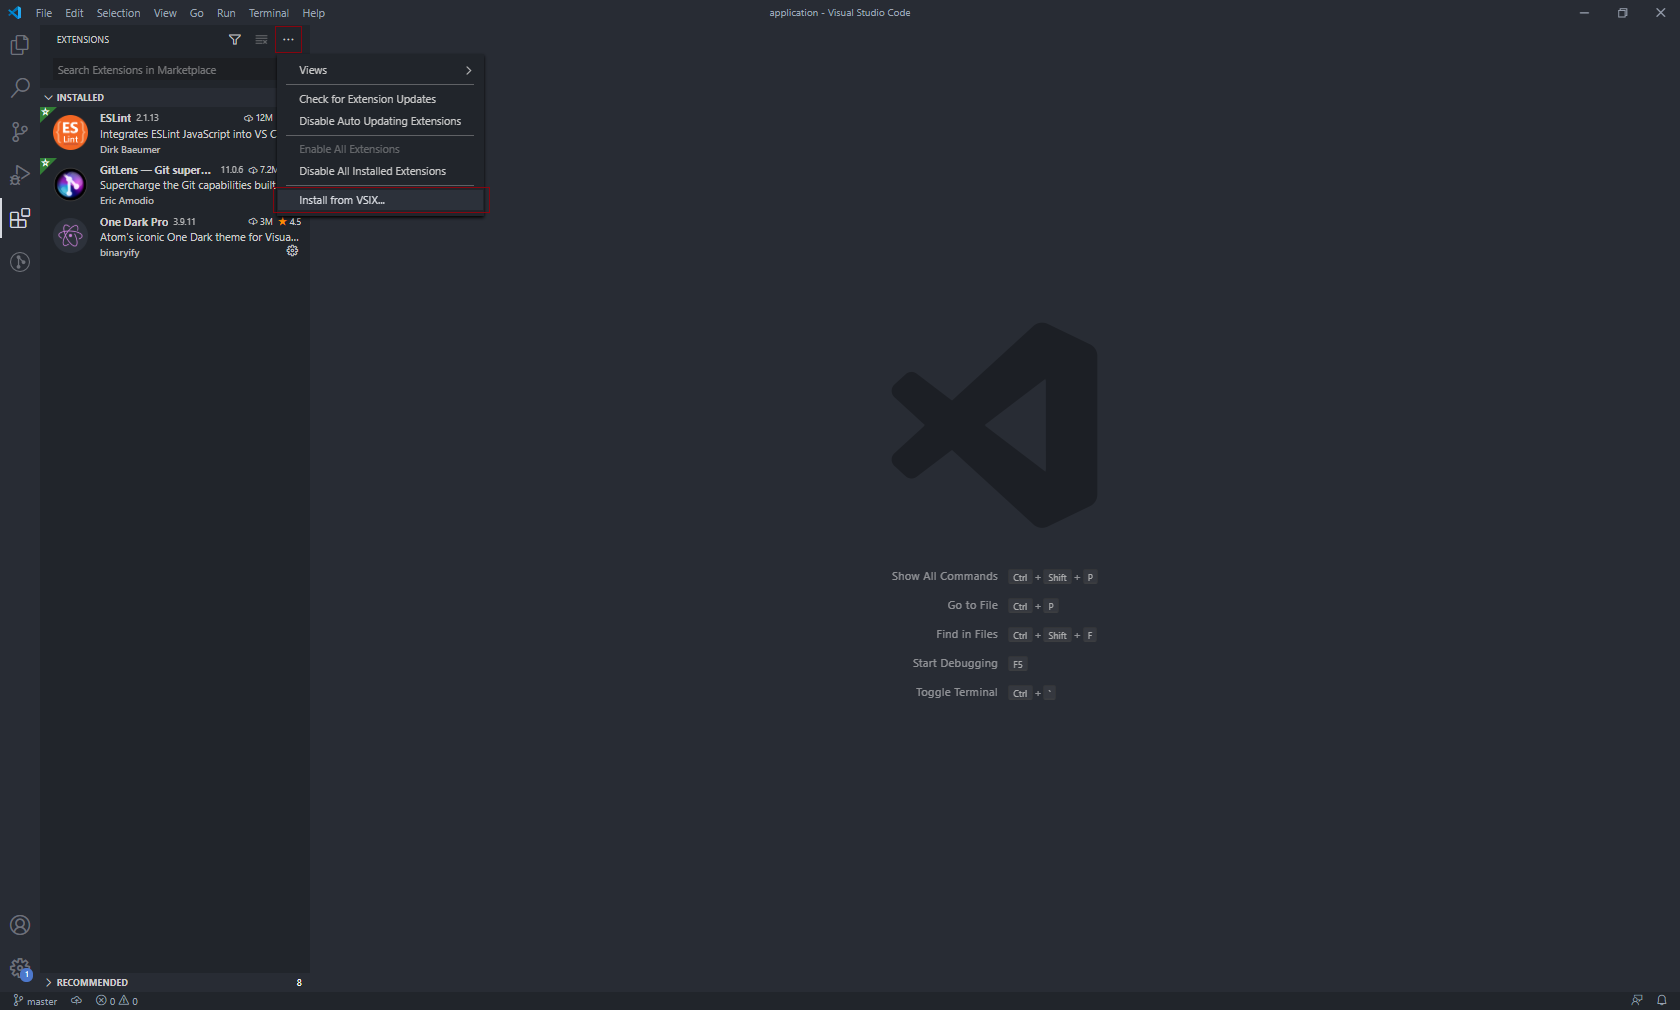 File Edit Selection View Go Run Terminal Help
application - Visual Studio Code
EXTENSIONS
Search Extensions in Marketplace
INSTALLED
ES
Lint
ESLint 2.1.13 12M
Integrates ESLint JavaScript into VS C
Dirk Baeumer
GitLens — Git super... 11.0.6 7.2M
Supercharge the Git capabilities built
Eric Amodio
One Dark Pro 3.9.11 3M 4.5
Atom's iconic One Dark theme for Visua...
binaryify
Views
Check for Extension Updates
Disable Auto Updating Extensions
Enable All Extensions
Disable All Installed Extensions
Install from VSIX...
Show All Commands Ctrl + Shift + P
Go to File Ctrl + P
Find in Files Ctrl + Shift + F
Start Debugging F5
Toggle Terminal Ctrl + `
1
RECOMMENDED 8
master 0 0